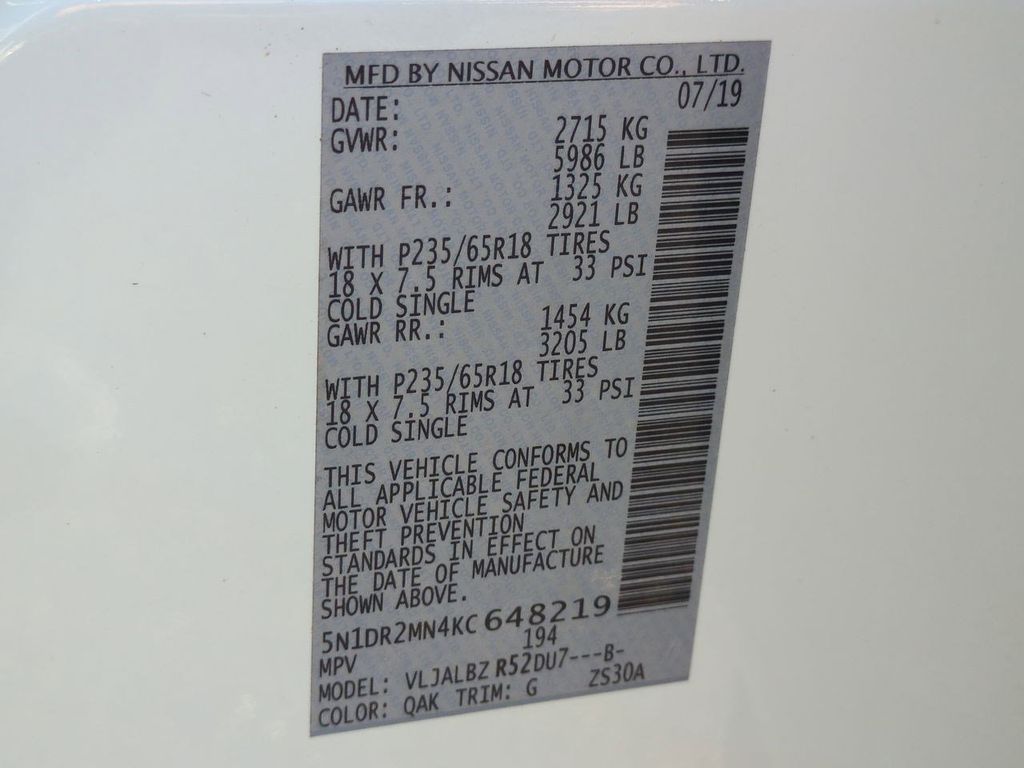 MFD BY NISSAN MOTOR CO., LTD.
DATE: 07/19
GVWR: 2715 KG
5986 LB
GAWR FR.: 1325 KG
2921 LB
WITH P235/65R18 TIRES
18 X 7.5 RIMS AT 33 PSI
COLD SINGLE
GAWR RR.: 1454 KG
3205 LB
WITH P235/65R18 TIRES
18 X 7.5 RIMS AT 33 PSI
COLD SINGLE
THIS VEHICLE CONFORMS TO
ALL APPLICABLE FEDERAL
MOTOR VEHICLE SAFETY AND
THEFT PREVENTION
STANDARDS IN EFFECT ON
THE DATE OF MANUFACTURE
SHOWN ABOVE.
5N1DR2MN4KC648219
MPV 194
MODEL: VLJALBZ R52DU7---B-
COLOR: QAK TRIM: G ZS30A